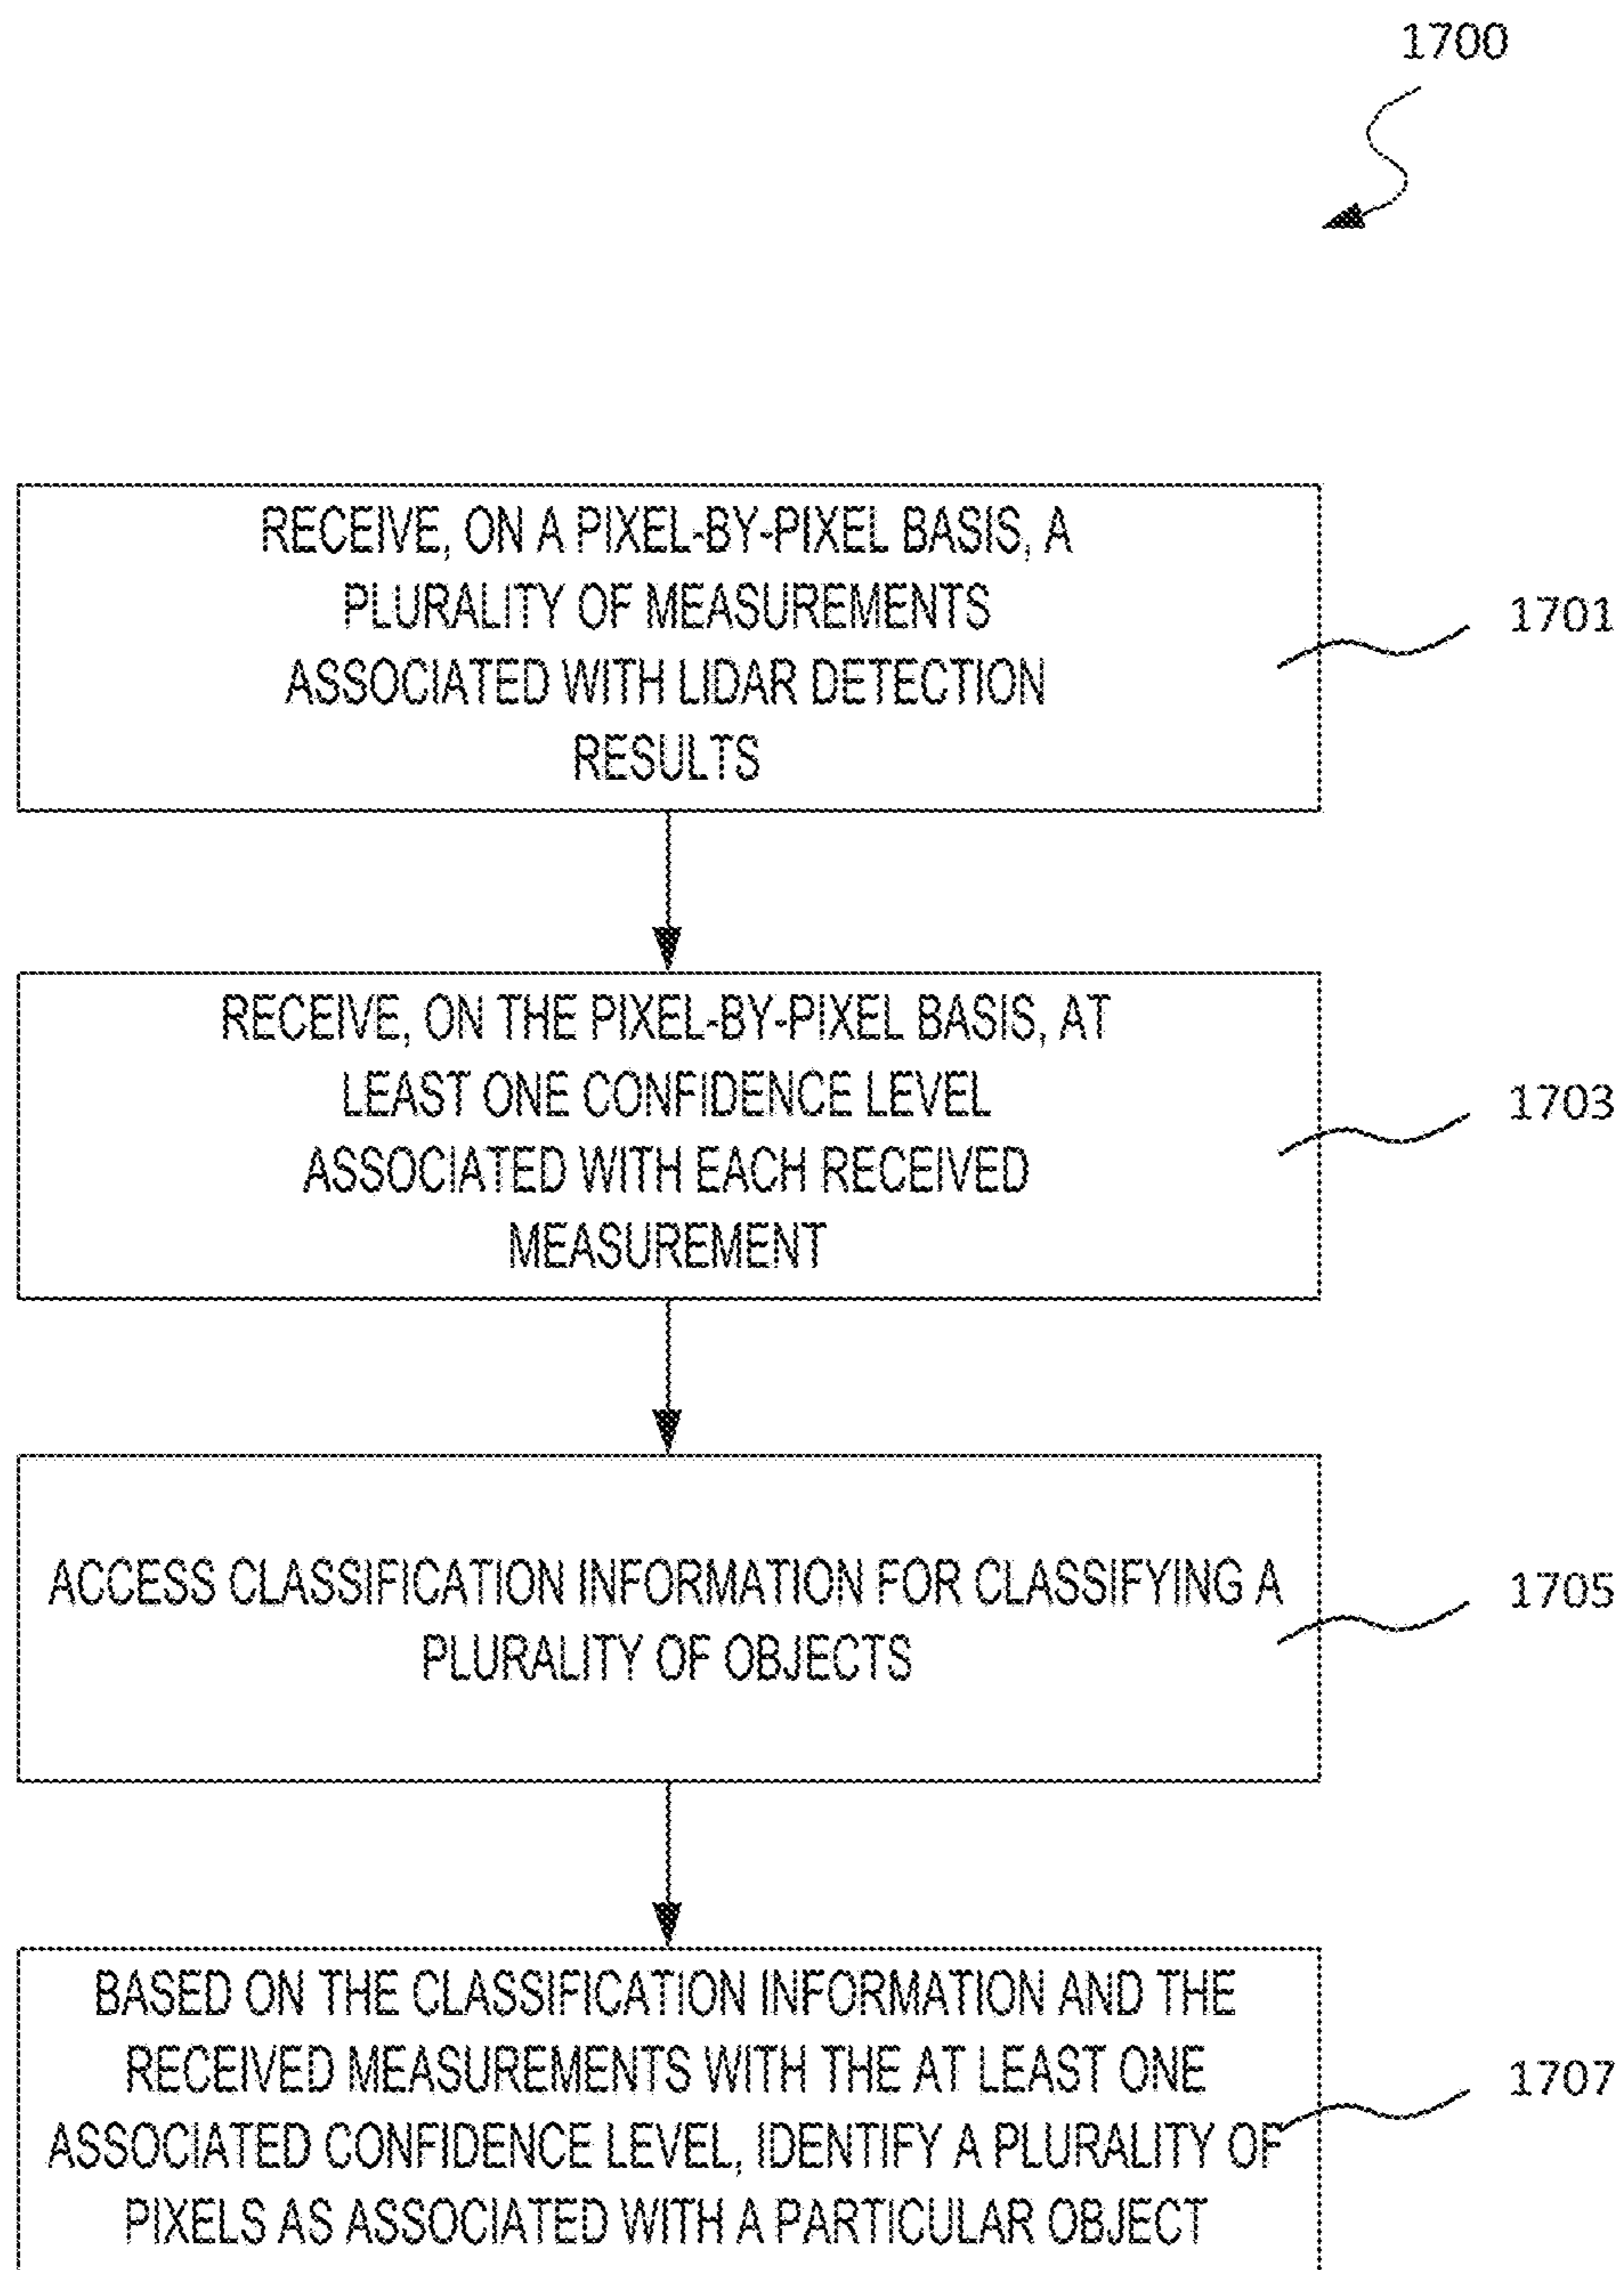 1700
RECEIVE, ON A PIXEL-BY-PIXEL BASIS, A
PLURALITY OF MEASUREMENTS
ASSOCIATED WITH LIDAR DETECTION
RESULTS
1701
RECEIVE, ON THE PIXEL-BY-PIXEL BASIS, AT
LEAST ONE CONFIDENCE LEVEL
ASSOCIATED WITH EACH RECEIVED
MEASUREMENT
1703
ACCESS CLASSIFICATION INFORMATION FOR CLASSIFYING A
PLURALITY OF OBJECTS
1705
BASED ON THE CLASSIFICATION INFORMATION AND THE
RECEIVED MEASUREMENTS WITH THE AT LEAST ONE
ASSOCIATED CONFIDENCE LEVEL, IDENTIFY A PLURALITY OF
PIXELS AS ASSOCIATED WITH A PARTICULAR OBJECT
1707